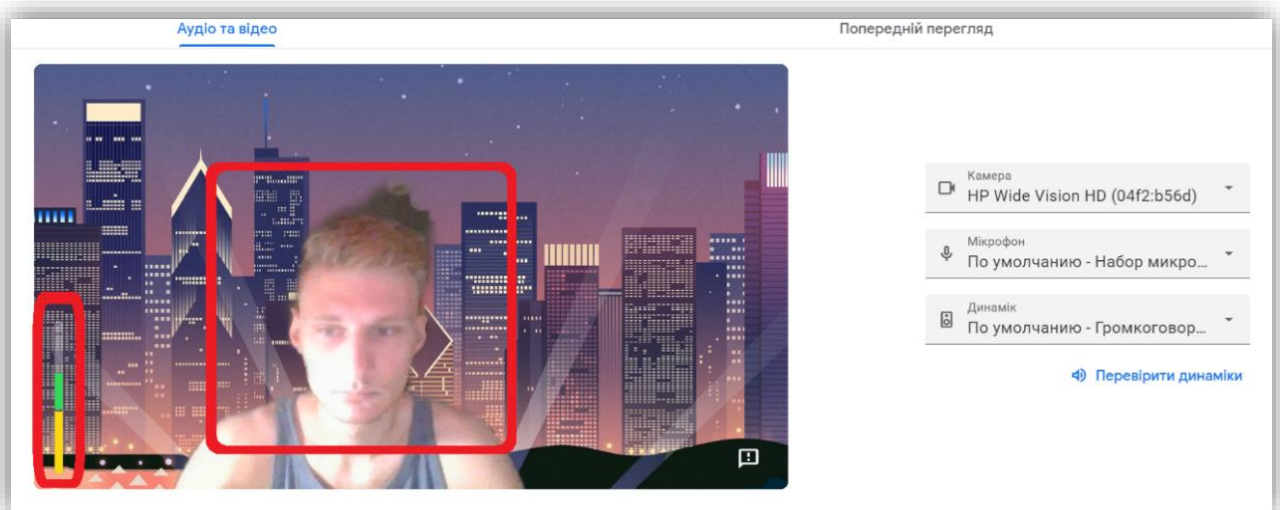 Аудіо та відео
Попередній перегляд
Камера
HP Wide Vision HD (04f2:b56d)
Мікрофон
По умолчанию - Набор микро...
Динамік
По умолчанию - Громкоговор...
Перевірити динаміки